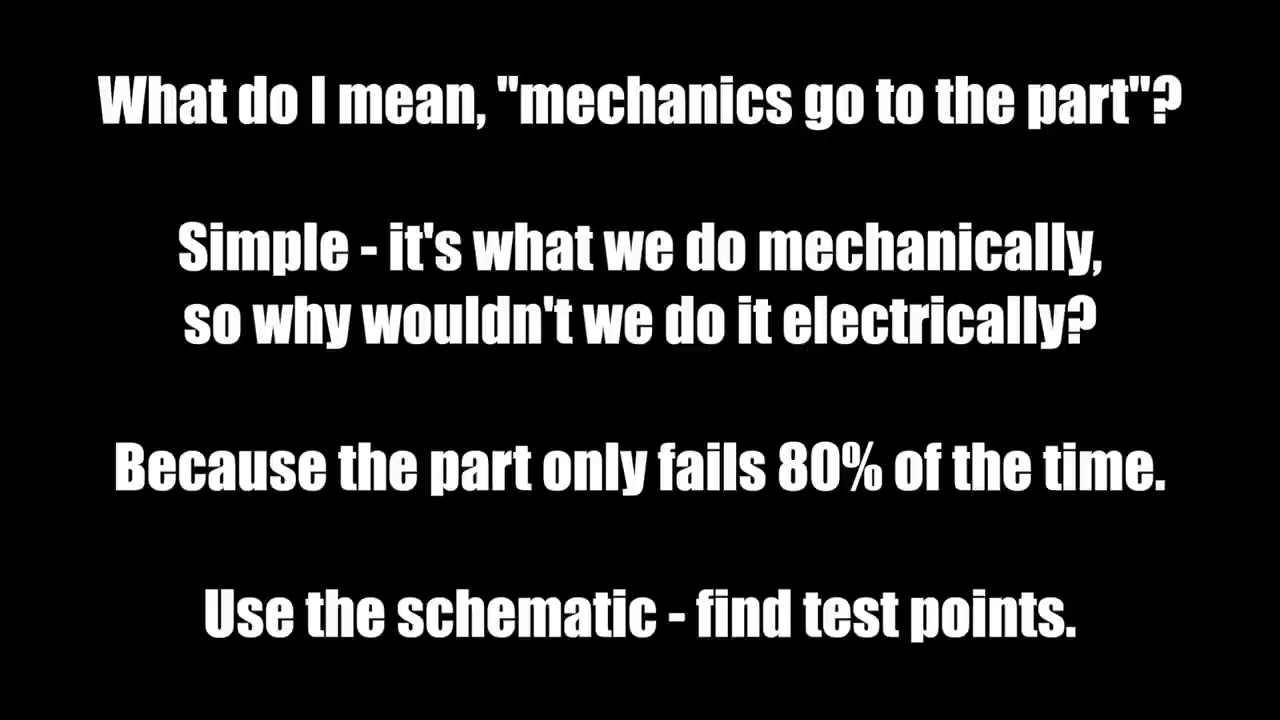 What do I mean, "mechanics go to the part"?
Simple - it's what we do mechanically,
so why wouldn't we do it electrically?
Because the part only fails 80% of the time.
Use the schematic - find test points.